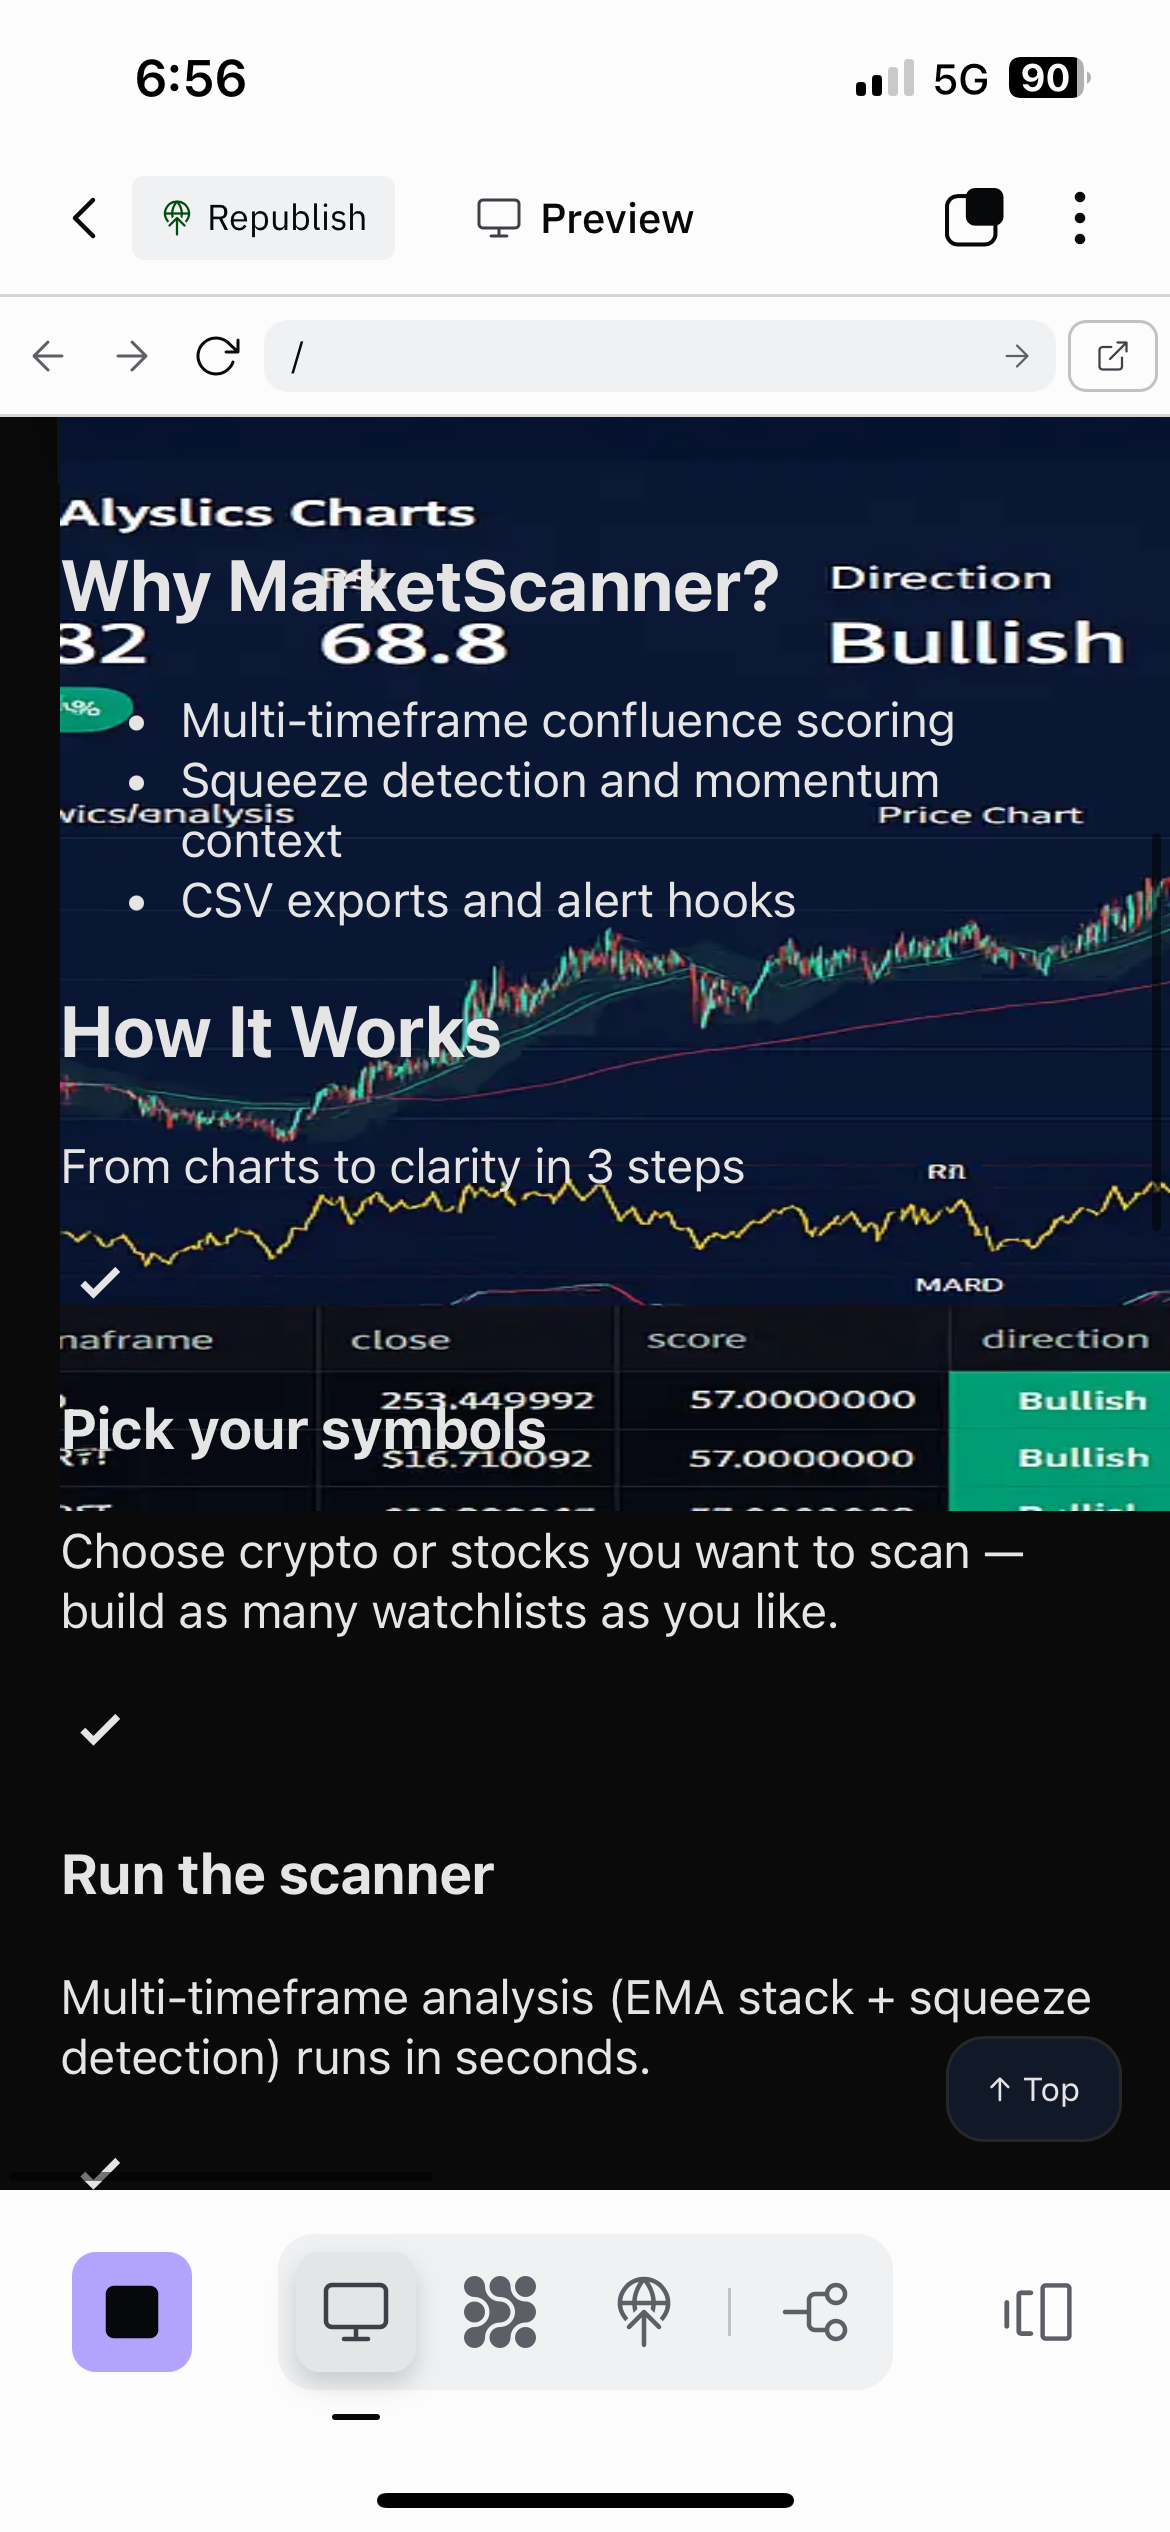 6:56
5G
90
Republish
Preview
/
Alyslics Charts
Why MarketScanner?
Direction
82
68.8
Bullish
Multi-timeframe confluence scoring
Squeeze detection and momentum
vics/analysis
Price Chart
context
CSV exports and alert hooks
How It Works
From charts to clarity in 3 steps
MARD
naframe
close
score
direction
253.449992
57.0000000
Bullish
Pick your symbols
$16.710092
57.0000000
Bullish
Choose crypto or stocks you want to scan —
build as many watchlists as you like.
Run the scanner
Multi-timeframe analysis (EMA stack + squeeze
detection) runs in seconds.
↑ Top